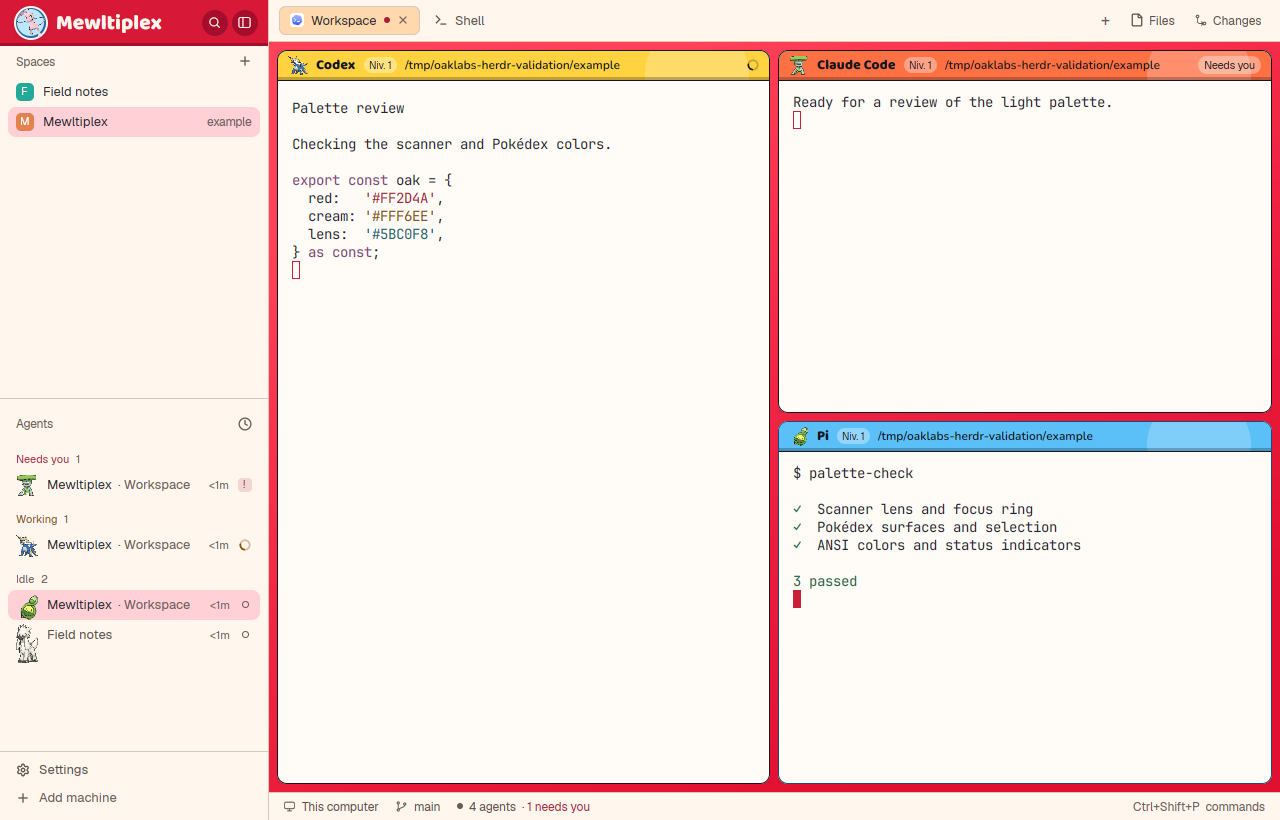 Mewltiplex
Spaces
F Field notes
M Mewltiplex example
Agents
Needs you 1
Mewltiplex · Workspace <1m !
Working 1
Mewltiplex · Workspace <1m
Idle 2
Mewltiplex · Workspace <1m
Field notes <1m
Settings
Add machine
Workspace
Shell
Files
Changes
Codex Niv. 1 /tmp/oaklabs-herdr-validation/example
Palette review
Checking the scanner and Pokédex colors.
export const oak = {
  red:   '#FF2D4A',
  cream: '#FFF6EE',
  lens:  '#5BC0F8',
} as const;
Claude Code Niv. 1 /tmp/oaklabs-herdr-validation/example Needs you
Ready for a review of the light palette.
Pi Niv. 1 /tmp/oaklabs-herdr-validation/example
$ palette-check
✓ Scanner lens and focus ring
✓ Pokédex surfaces and selection
✓ ANSI colors and status indicators
3 passed
This computer main 4 agents · 1 needs you
Ctrl+Shift+P commands